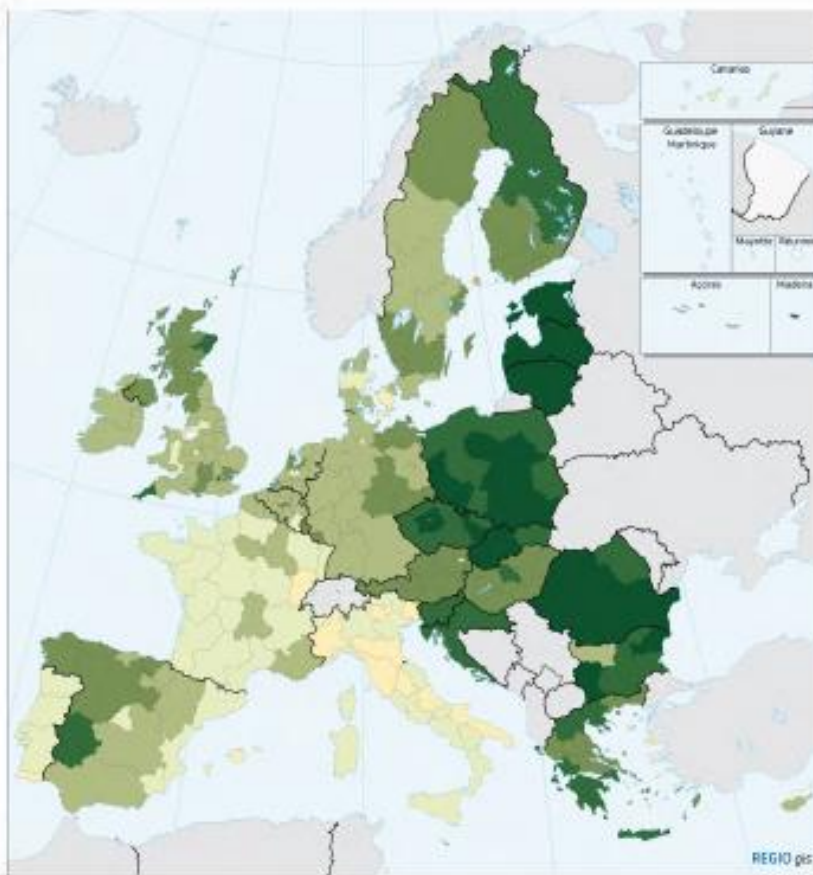 Canarias
Guadeloupe
Martinique
Guyane
Mayotte
Réunion
Açores
Madeira
REGIO gis